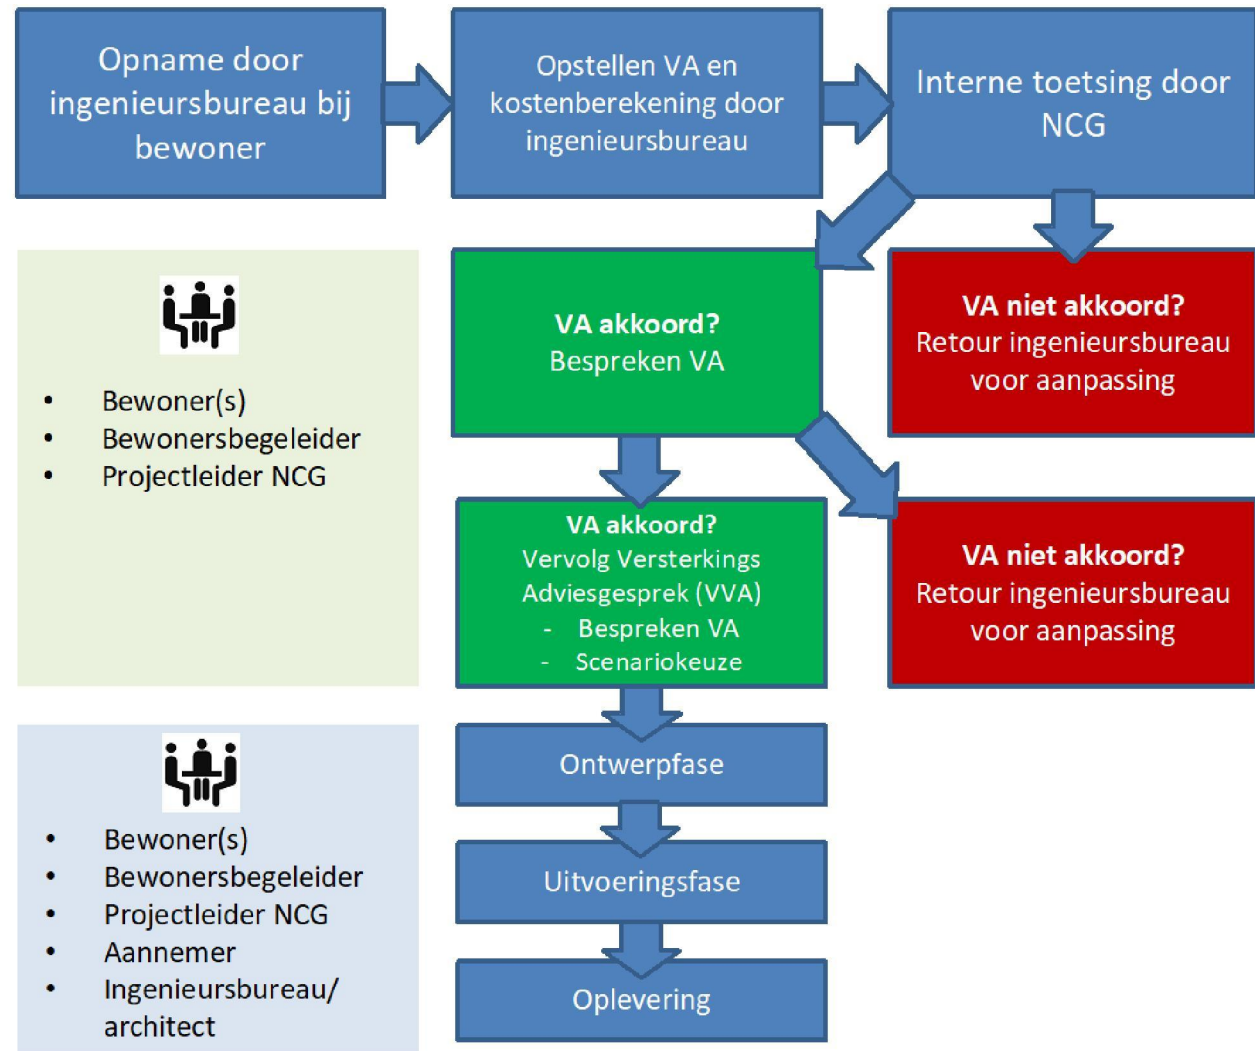 Opname door
ingenieursbureau bij
bewoner
Opstellen VA en
kostenberekening door
ingenieursbureau
Interne toetsing door
NCG
VA akkoord?
Bespreken VA
VA niet akkoord?
Retour ingenieursbureau
voor aanpassing
• Bewoner(s)
• Bewonersbegeleider
• Projectleider NCG
VA akkoord?
Vervolg Versterkings
Adviesgesprek (VVA)
- Bespreken VA
- Scenariokeuze
VA niet akkoord?
Retour ingenieursbureau
voor aanpassing
Ontwerpfase
Uitvoeringsfase
Oplevering
• Bewoner(s)
• Bewonersbegeleider
• Projectleider NCG
• Aannemer
• Ingenieursbureau/
architect